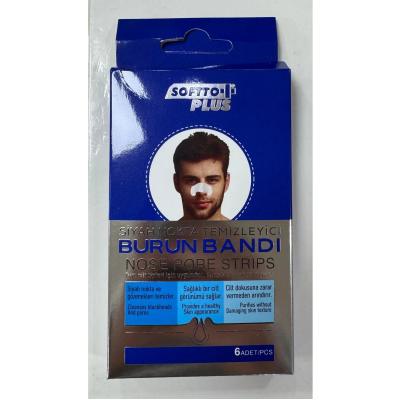 SOFTTO
PLUS
SİYAH NOKTA TEMİZLEYİCİ
BURUN BANDI
NOSE PORE STRIPS
Siyah nokta ve
gözenekleri temizler.
Cleanses blackheads
And pores
Sağlıklı bir cilt
görünümü sağlar.
Provides a healthy
Skin appearance
Cilt dokusuna zarar
vermeden arındırır.
Purifies without
Damaging skin texture
6 ADET/PCS